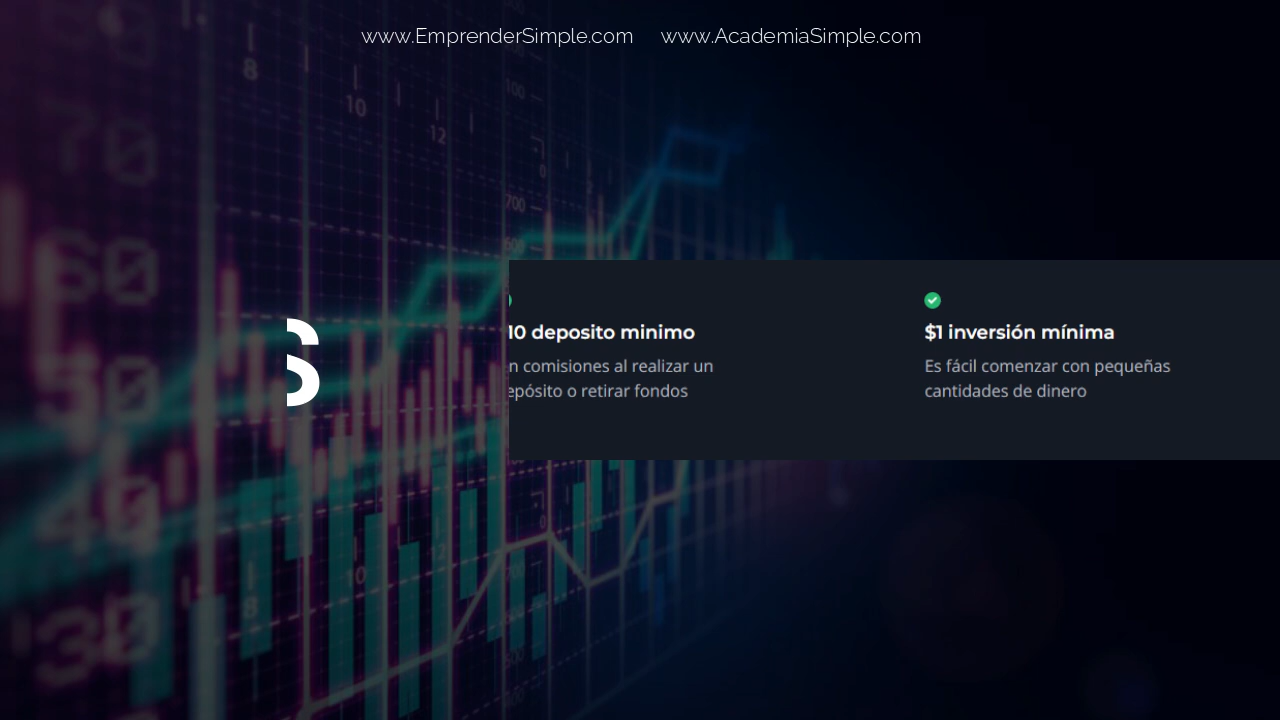 www.EmprenderSimple.com www.AcademiaSimple.com
10 deposito minimo
n comisiones al realizar un
epósito o retirar fondos
$1 inversión mínima
Es fácil comenzar con pequeñas
cantidades de dinero